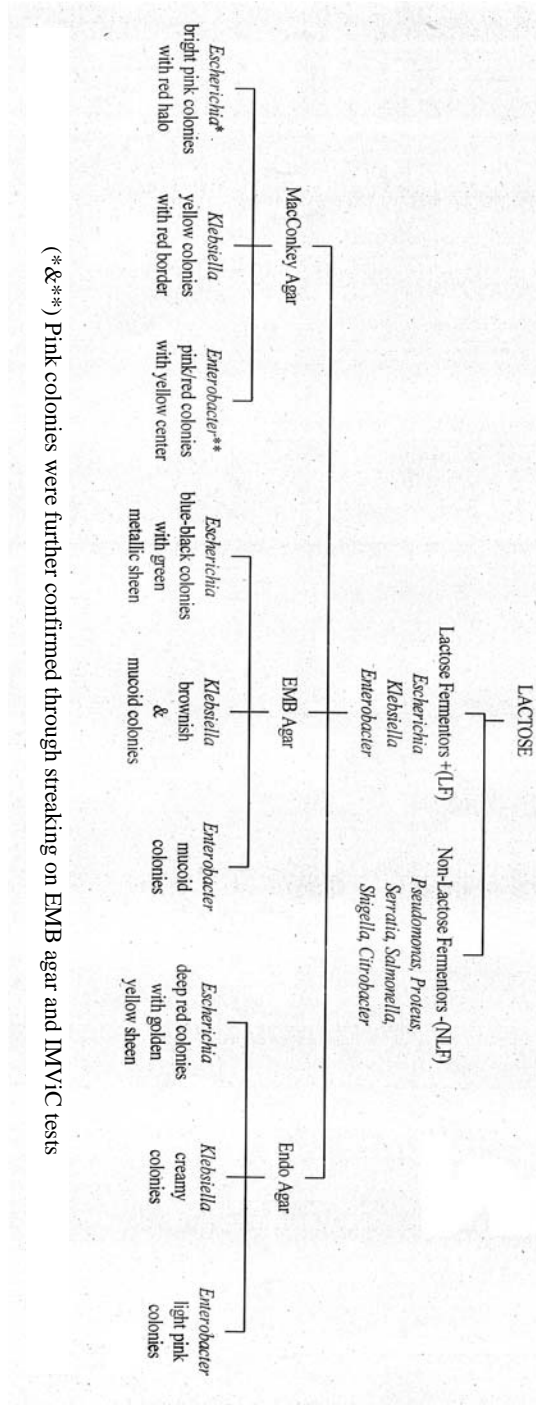 LACTOSE
Lactose Fermentors +(LF)
Escherichia
Klebsiella
Enterobacter
Non-Lactose Fermentors -(NLF)
Pseudomonas, Proteus,
Serratia, Salmonella,
Shigella, Citrobacter
MacConkey Agar
EMB Agar
Endo Agar
Escherichia*
bright pink colonies
with red halo
Klebsiella
yellow colonies
with red border
Enterobacter**
pink/red colonies
with yellow center
Escherichia
blue-black colonies
with green
metallic sheen
Klebsiella
brownish
&
mucoid colonies
Enterobacter
mucoid
colonies
Escherichia
deep red colonies
with golden
yellow sheen
Klebsiella
creamy
colonies
Enterobacter
light pink
colonies
(*&**) Pink colonies were further confirmed through streaking on EMB agar and IMViC tests